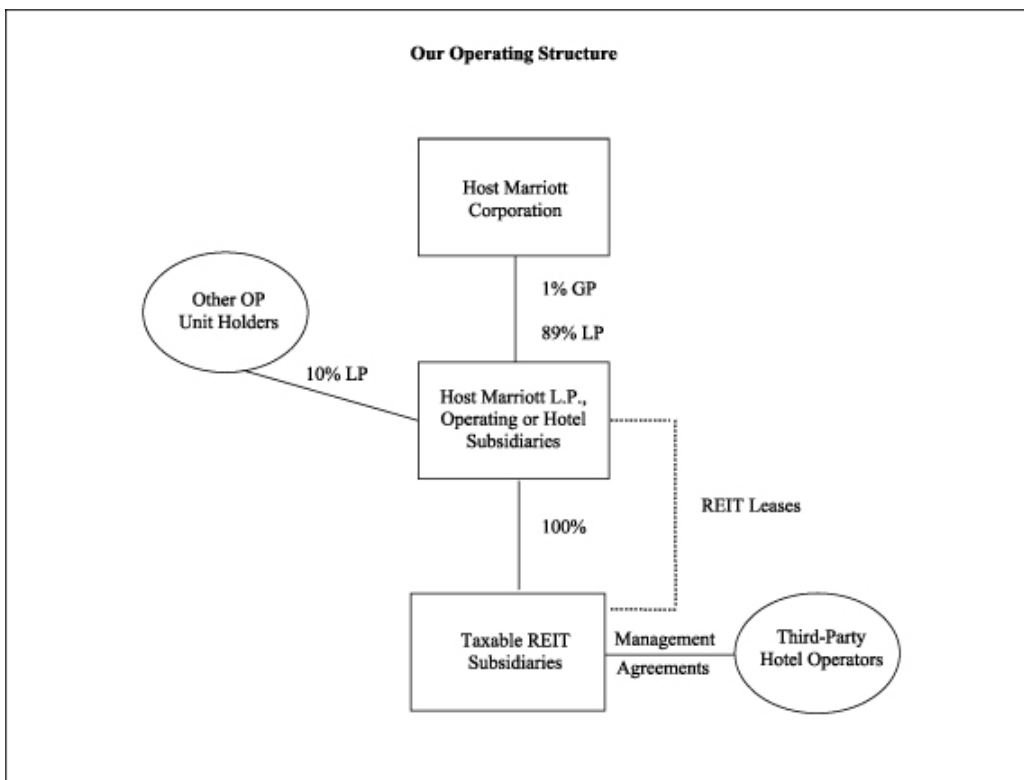 Our Operating Structure
Host Marriott
Corporation
1% GP
89% LP
Other OP
Unit Holders
10% LP
Host Marriott L.P.,
Operating or Hotel
Subsidiaries
REIT Leases
100%
Taxable REIT
Subsidiaries
Management
Agreements
Third-Party
Hotel Operators